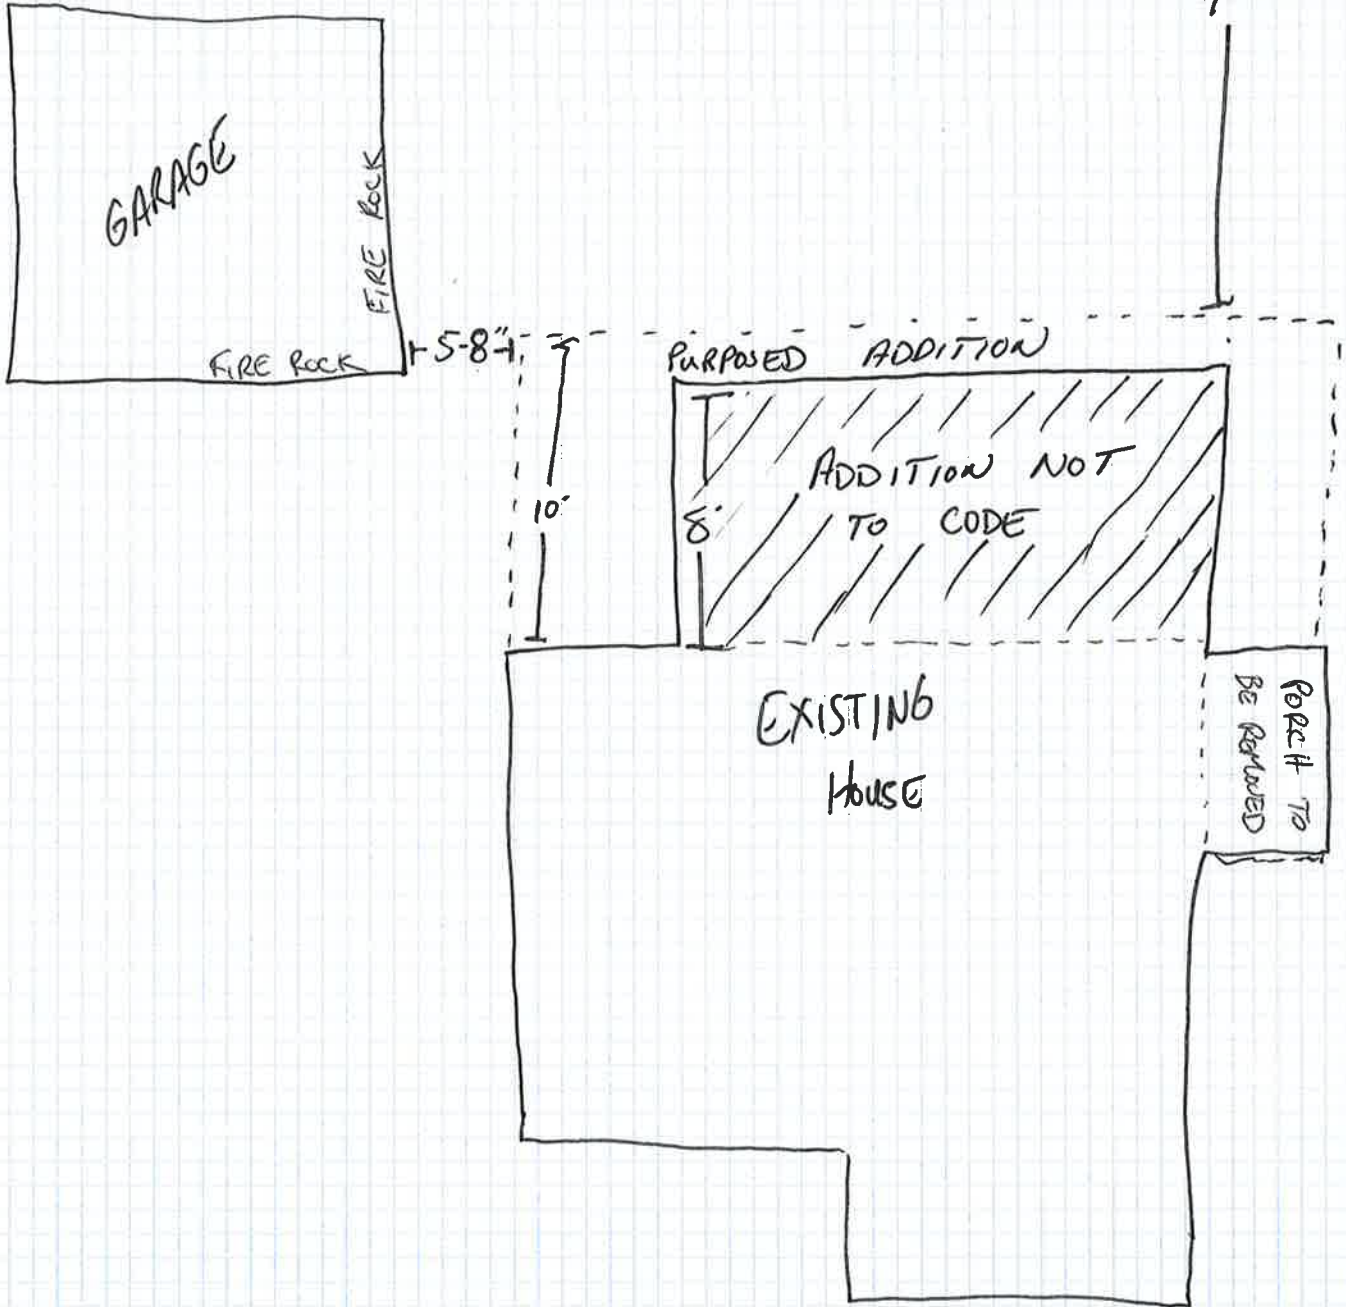 GARAGE
FIRE ROCK
FIRE ROCK
5-8"
PURPOSED ADDITION
10'
8'
ADDITION NOT
TO CODE
EXISTING
HOUSE
PORCH TO
BE REMOVED